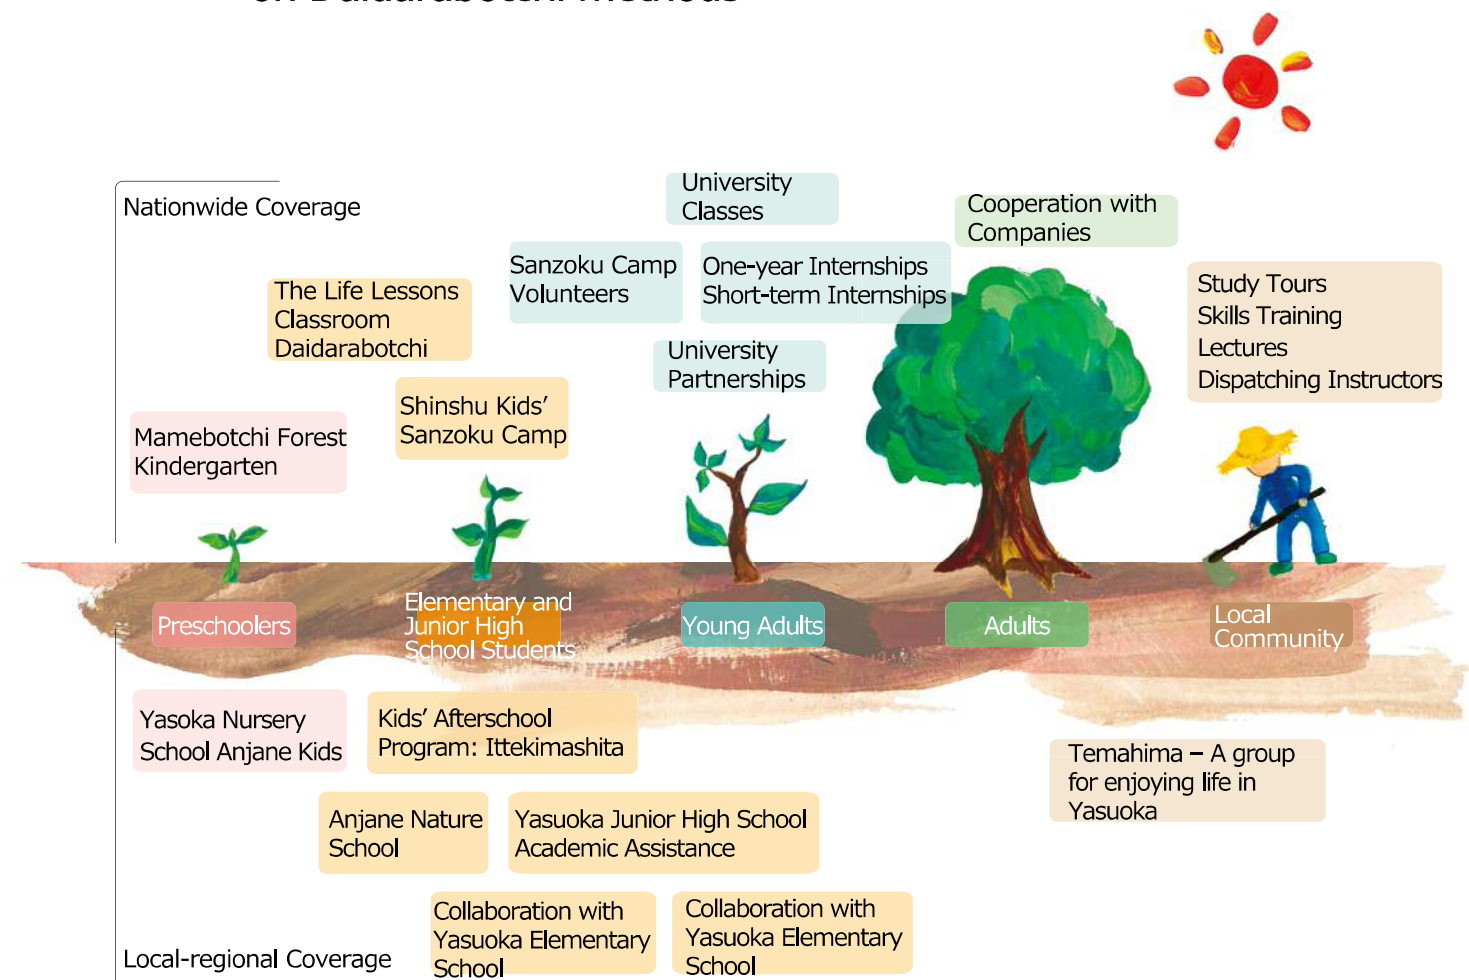 on Daidarabotchi methods
Nationwide Coverage
University
Classes
Cooperation with
Companies
Sanzoku Camp
Volunteers
One-year Internships
Short-term Internships
The Life Lessons
Classroom
Daidarabotchi
Study Tours
Skills Training
Lectures
Dispatching Instructors
University
Partnerships
Shinshu Kids’
Sanzoku Camp
Mamebotchi Forest
Kindergarten
Preschoolers
Elementary and
Junior High
School Students
Young Adults
Adults
Local
Community
Yasoka Nursery
School Anjane Kids
Kids’ Afterschool
Program: Ittekimashita
Temahima – A group
for enjoying life in
Yasuoka
Anjane Nature
School
Yasuoka Junior High School
Academic Assistance
Collaboration with
Yasuoka Elementary
School
Collaboration with
Yasuoka Elementary
School
Local-regional Coverage